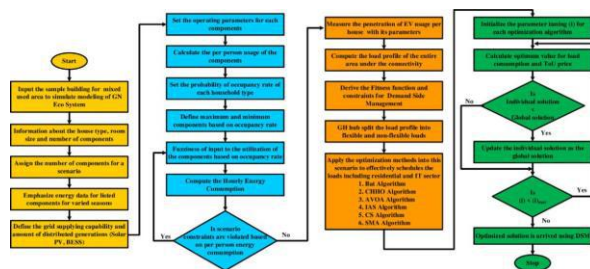 Start
Input the sample building for mixed
used area to simulate modeling of GN
Eco System
Information about the house type, room
size and number of components
Assign the number of components for a
scenario
Emphasize energy data for listed
components for varied seasons
Define the grid supplying capability and
amount of distributed generations (Solar
PV, BESS)
Set the operating parameters for each
components
Calculate the per person usage of the
components
Set the probability of occupancy rate of
each household type
Define maximum and minimum
components based on occupancy rate
Fuzziness of input to the utilization of
the components based on occupancy rate
Compute the Hourly Energy
Consumption
Is scenario
constraints are violated based on
per person energy
consumption
Yes
No
Measure the penetration of EV usage per
house with its parameters
Compute the load profile of the entire
area under the connectivity
Derive the Fitness function and
constraints for Demand Side
Management
GH hub split the load profile into
flexible and non-flexible loads
Apply the optimization methods into this
scenario to effectively schedules the
loads including residential and IT sector
1. Bat Algorithm
2. CHHO Algorithm
3. AVOA Algorithm
4. IAS Algorithm
5. CS Algorithm
6. SMA Algorithm
Initialize the parameter tuning (t) for
each optimization algorithm
Calculate optimum value for load
consumption and ToU price
Is
Individual solution
<
Global solution
No
Yes
Update the individual solution as the
global solution
Is
Yes
No
Optimized solution is arrived using DSM
Stop